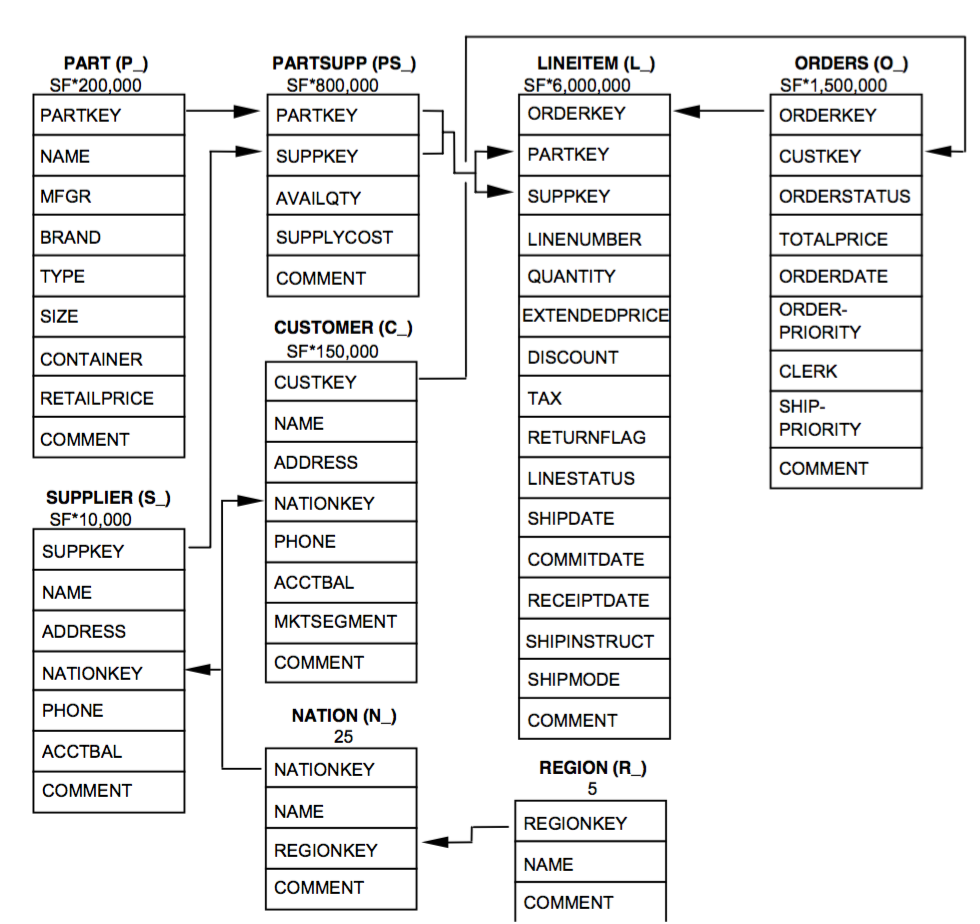 PART (P_)
SF*200,000
PARTKEY
NAME
MFGR
BRAND
TYPE
SIZE
CONTAINER
RETAILPRICE
COMMENT
SUPPLIER (S_)
SF*10,000
SUPPKEY
NAME
ADDRESS
NATIONKEY
PHONE
ACCTBAL
COMMENT
PARTSUPP (PS_)
SF*800,000
PARTKEY
SUPPKEY
AVAILQTY
SUPPLYCOST
COMMENT
CUSTOMER (C_)
SF*150,000
CUSTKEY
NAME
ADDRESS
NATIONKEY
PHONE
ACCTBAL
MKTSEGMENT
COMMENT
NATION (N_)
25
NATIONKEY
NAME
REGIONKEY
COMMENT
LINEITEM (L_)
SF*6,000,000
ORDERKEY
PARTKEY
SUPPKEY
LINENUMBER
QUANTITY
EXTENDEDPRICE
DISCOUNT
TAX
RETURNFLAG
LINESTATUS
SHIPDATE
COMMITDATE
RECEIPTDATE
SHIPINSTRUCT
SHIPMODE
COMMENT
REGION (R_)
5
REGIONKEY
NAME
COMMENT
ORDERS (O_)
SF*1,500,000
ORDERKEY
CUSTKEY
ORDERSTATUS
TOTALPRICE
ORDERDATE
ORDER-
PRIORITY
CLERK
SHIP-
PRIORITY
COMMENT